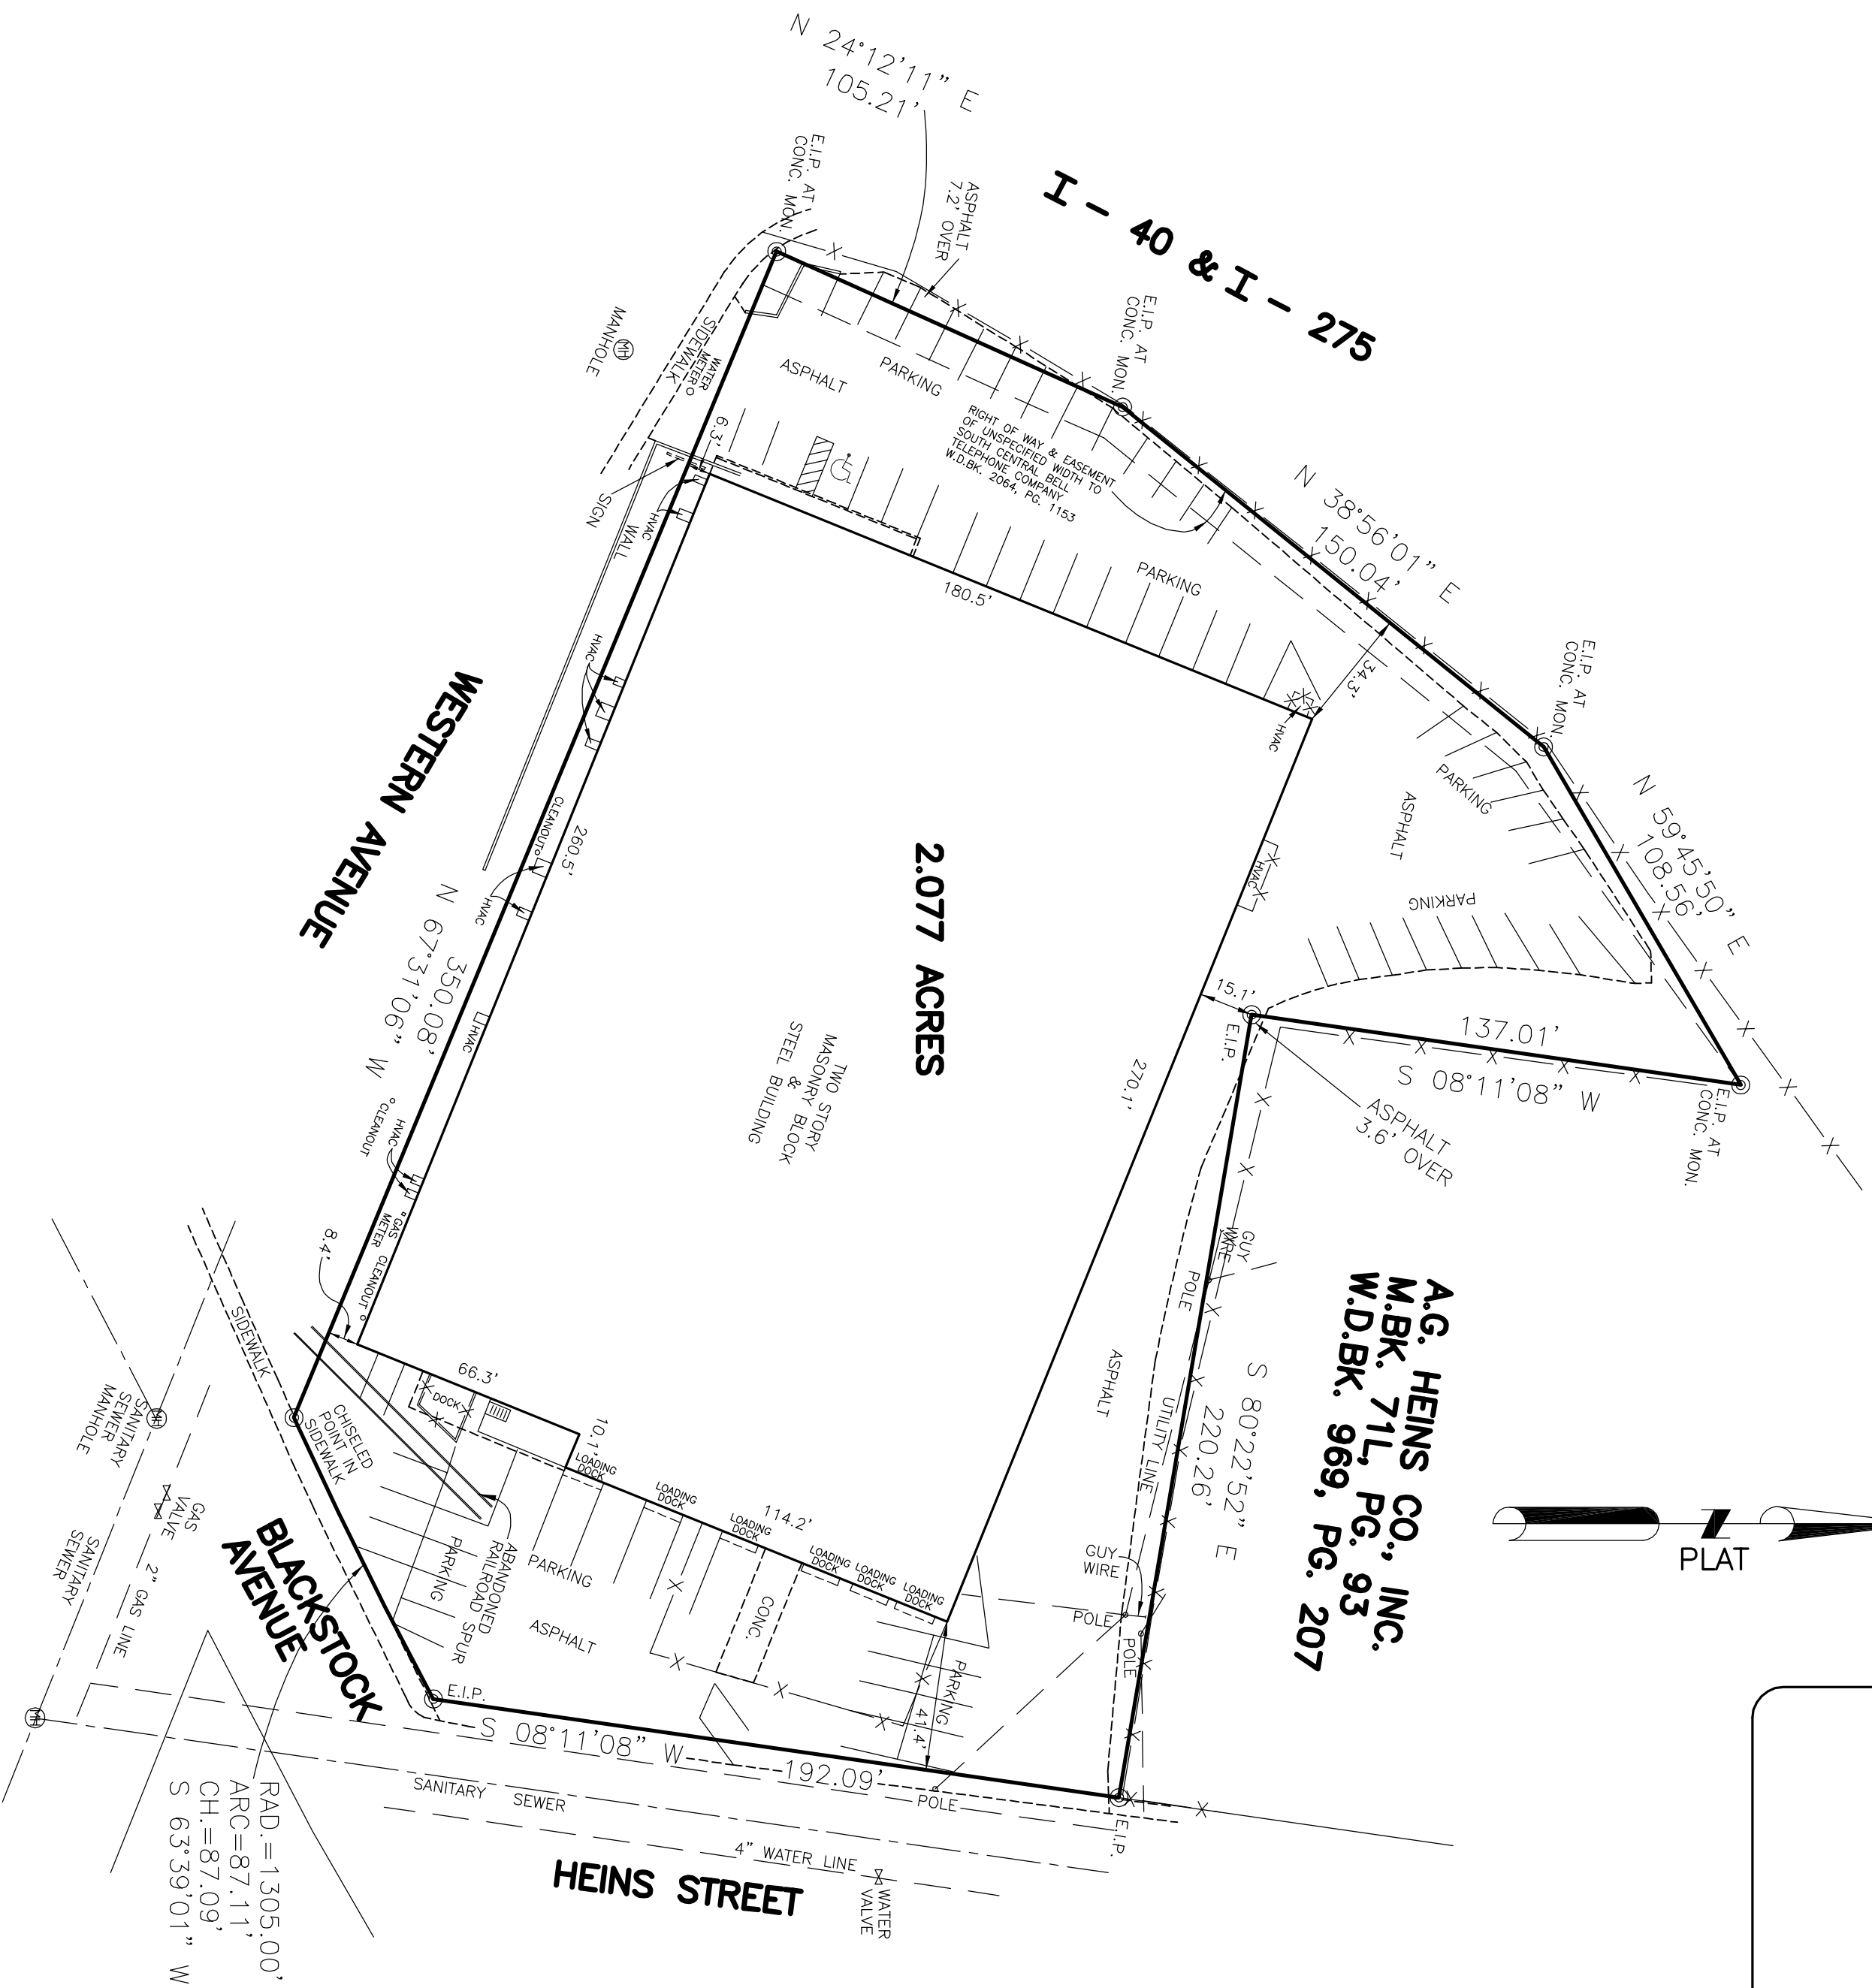 N 24°12'11" E
105.21'
E.I.P. AT
CONC. MON.
ASPHALT
7.2' OVER
I - 40 & I - 275
E.I.P. AT
CONC. MON.
N 38°56'01" E
150.04'
E.I.P. AT
CONC. MON.
N 59°45'50" E
108.56'
MANHOLE
MH
SIDEWALK
WATER
METER
6.3'
ASPHALT
PARKING
RIGHT OF WAY & EASEMENT
OF UNSPECIFIED WIDTH TO
SOUTH CENTRAL BELL
TELEPHONE COMPANY
W.D.BK. 2064, PG. 1153
SIGN
HVAC
WALL
180.5'
PARKING
34.3'
HVAC
PARKING
ASPHALT
PARKING
HVAC
HVAC
WESTERN AVENUE
CLEANOUT
260.5'
HVAC
N 67°31'06" W
350.08'
HVAC
2.077 ACRES
TWO STORY
MASONRY BLOCK
&
STEEL BUILDING
15.1'
E.I.P.
137.01'
S 08°11'08" W
E.I.P. AT
CONC. MON.
ASPHALT
3.6' OVER
270.1'
HVAC
CLEANOUT
GAS
METER
CLEANOUT
8.4'
GUY
WIRE
POLE
ASPHALT
UTILITY LINE
S 80°22'52" E
220.26'
A.G. HEINS CO., INC.
M.BK. 71L, PG. 93
W.D.BK. 969, PG. 207
PLAT
66.3'
DOCK
10.1'
LOADING
DOCK
LOADING
DOCK
LOADING
DOCK
114.2'
LOADING
DOCK
LOADING
DOCK
LOADING
DOCK
GUY
WIRE
POLE
POLE
SIDEWALK
CHISELED
POINT IN
SIDEWALK
ABANDONED
RAILROAD SPUR
PARKING
PARKING
ASPHALT
CONC.
PARKING
41.4'
MH
SANITARY
SEWER
MANHOLE
GAS
VALVE
2" GAS LINE
SANITARY
SEWER
MH
BLACKSTOCK
AVENUE
E.I.P.
S 08°11'08" W
192.09'
POLE
E.I.P.
SANITARY SEWER
4" WATER LINE
WATER
VALVE
HEINS STREET
RAD.=1305.00'
ARC=87.11'
CH.=87.09'
S 63°39'01" W